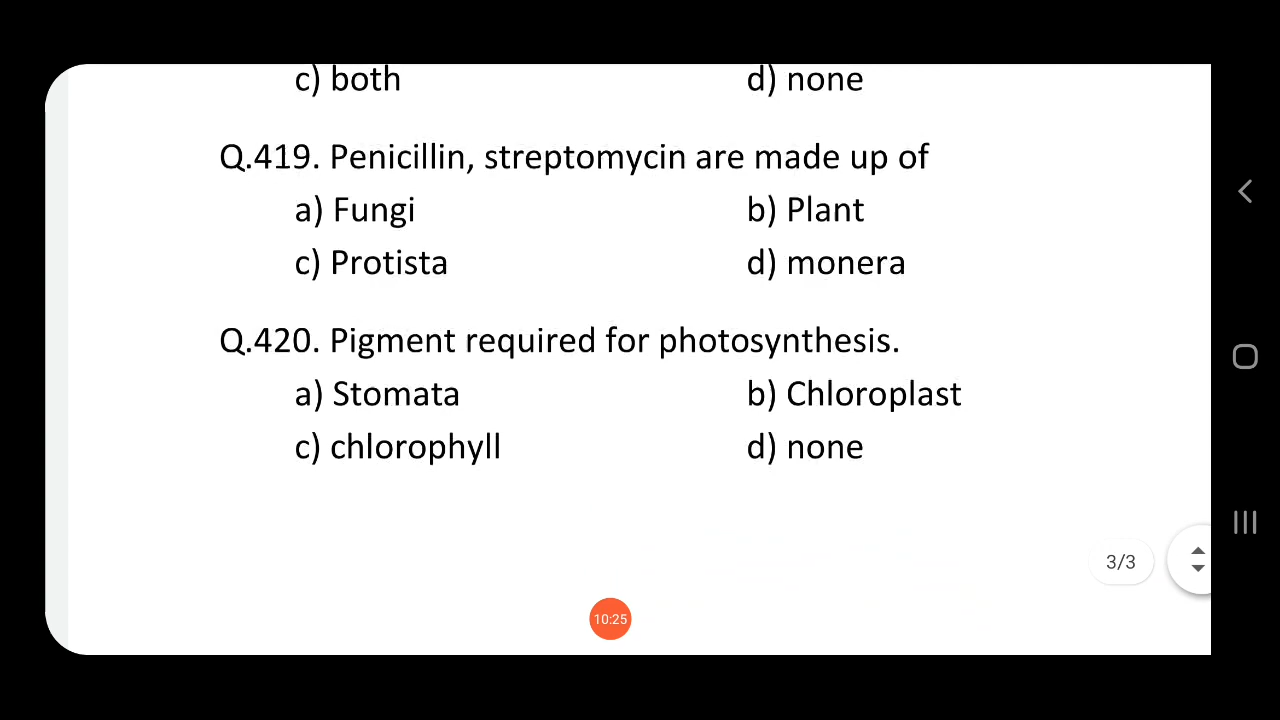 c) both d) none
Q.419. Penicillin, streptomycin are made up of
a) Fungi b) Plant
c) Protista d) monera
Q.420. Pigment required for photosynthesis.
a) Stomata b) Chloroplast
c) chlorophyll d) none
3/3
10:25